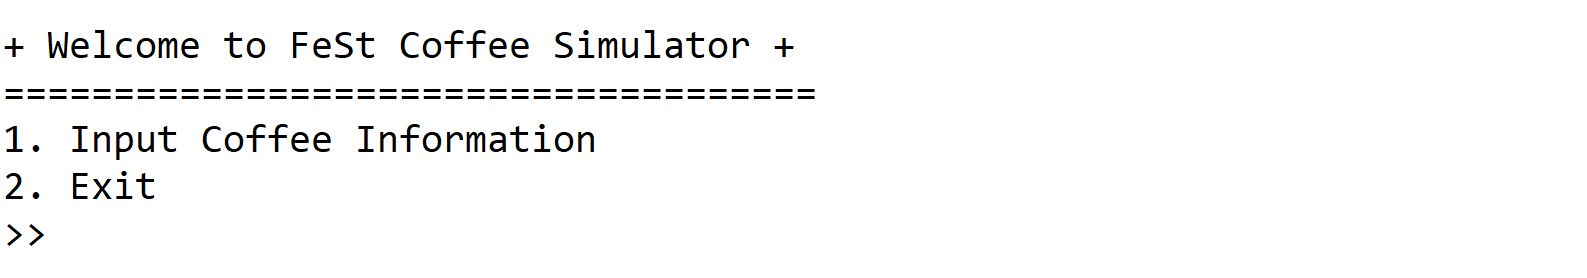 + Welcome to FeSt Coffee Simulator +
=====================================
1. Input Coffee Information
2. Exit
>>